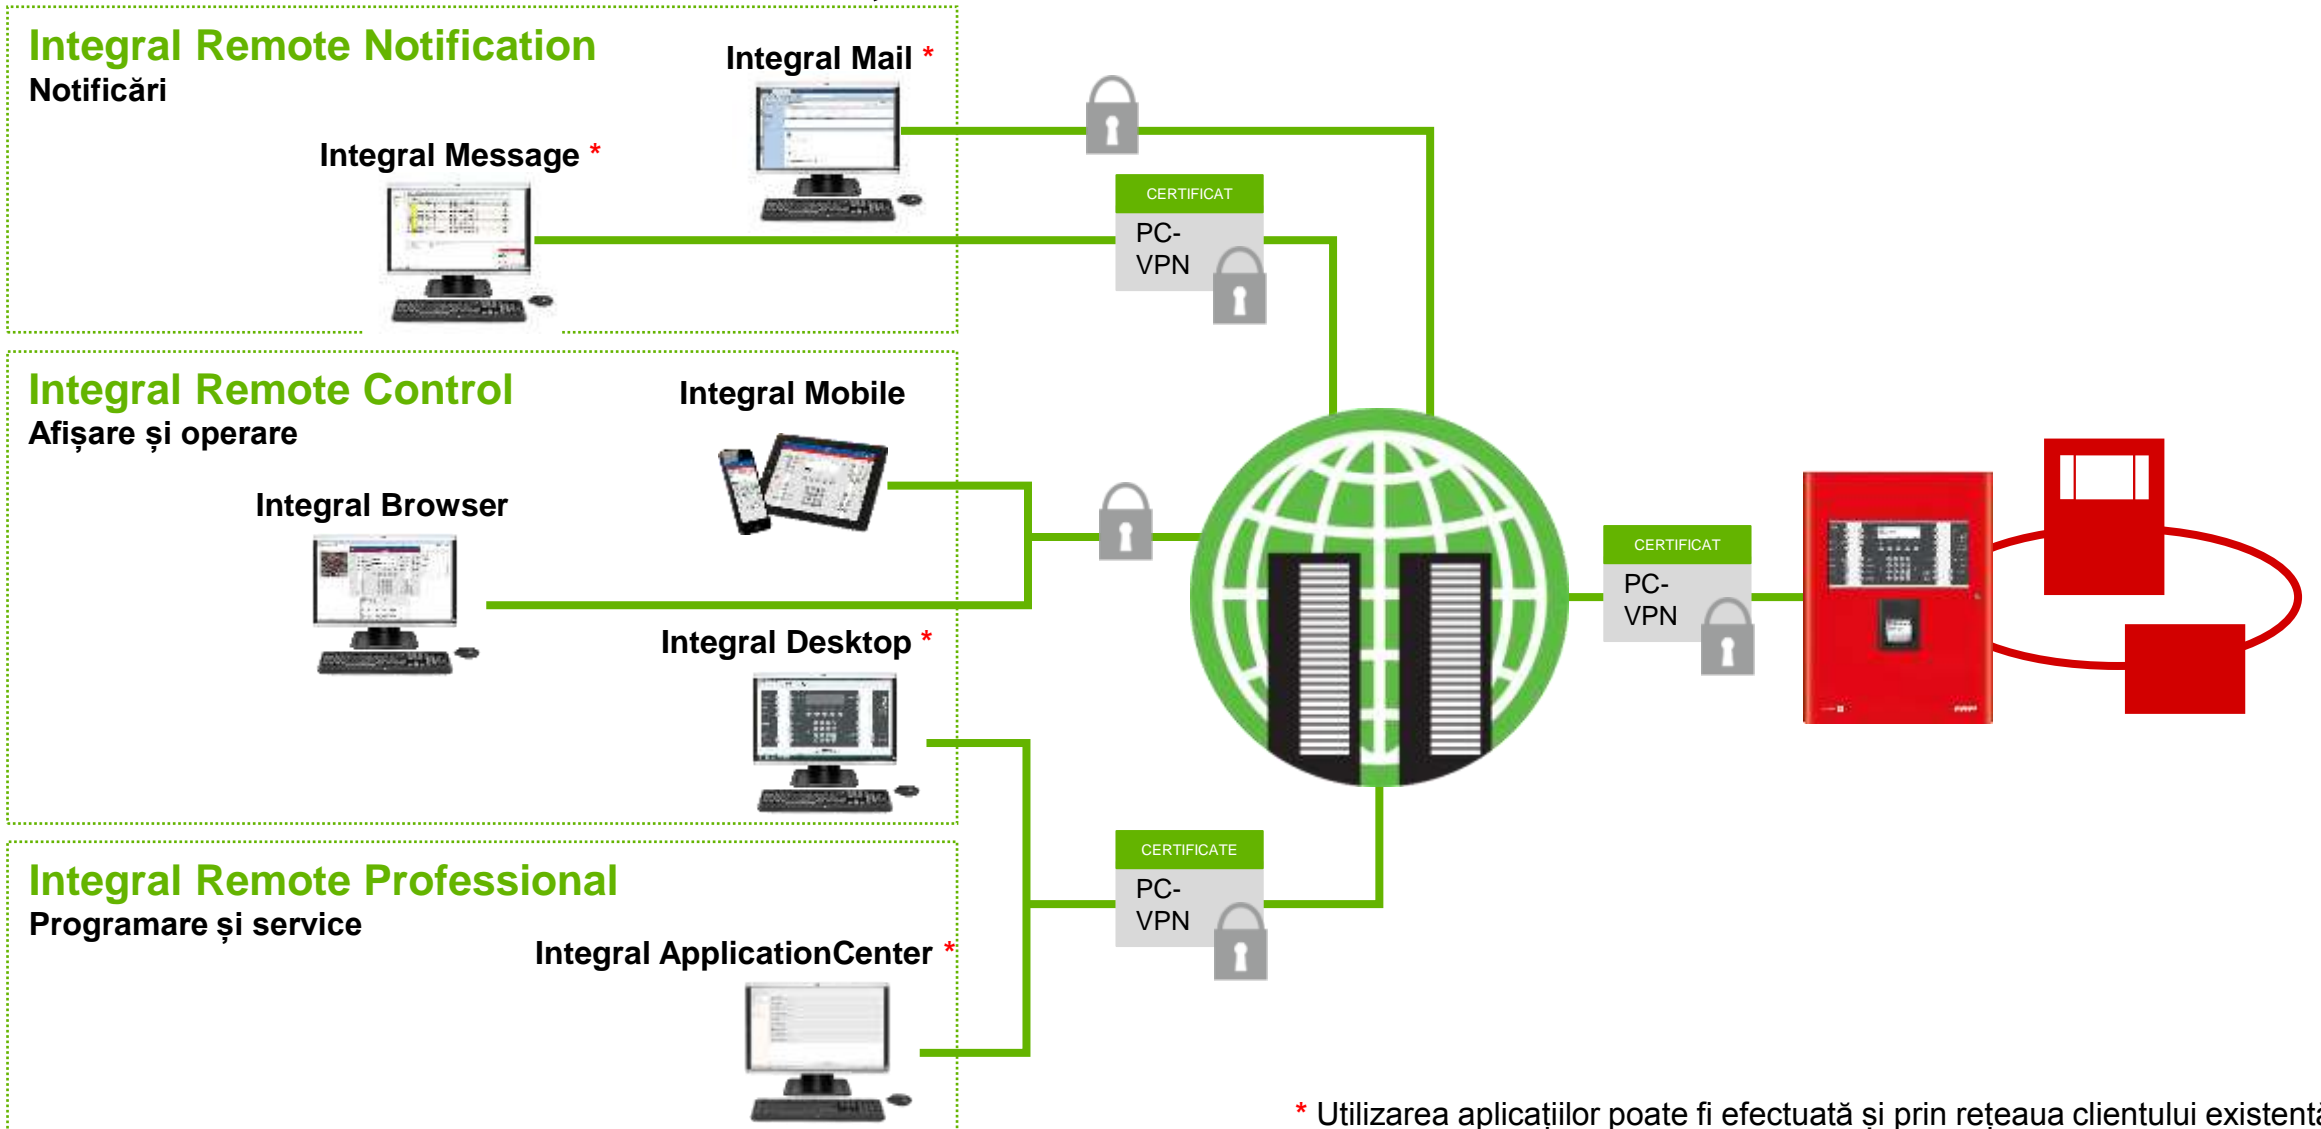 Integral Remote Notification
Notificări
Integral Mail *
Integral Message *
CERTIFICAT
PC-
VPN
Integral Remote Control
Afișare și operare
Integral Mobile
Integral Browser
Integral Desktop *
CERTIFICAT
PC-
VPN
Integral Remote Professional
Programare și service
Integral ApplicationCenter *
CERTIFICATE
PC-
VPN
* Utilizarea aplicațiilor poate fi efectuată și prin rețeaua clientului existentă